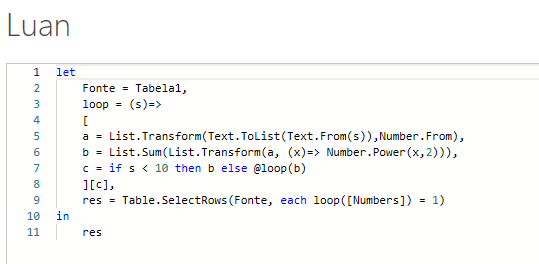 Luan
1 let
2 Fonte = Tabela1,
3 loop = (s)=>
4 [
5 a = List.Transform(Text.ToList(Text.From(s)),Number.From),
6 b = List.Sum(List.Transform(a, (x)=> Number.Power(x,2))),
7 c = if s < 10 then b else @loop(b)
8 ][c],
9 res = Table.SelectRows(Fonte, each loop([Numbers]) = 1)
10 in
11 res